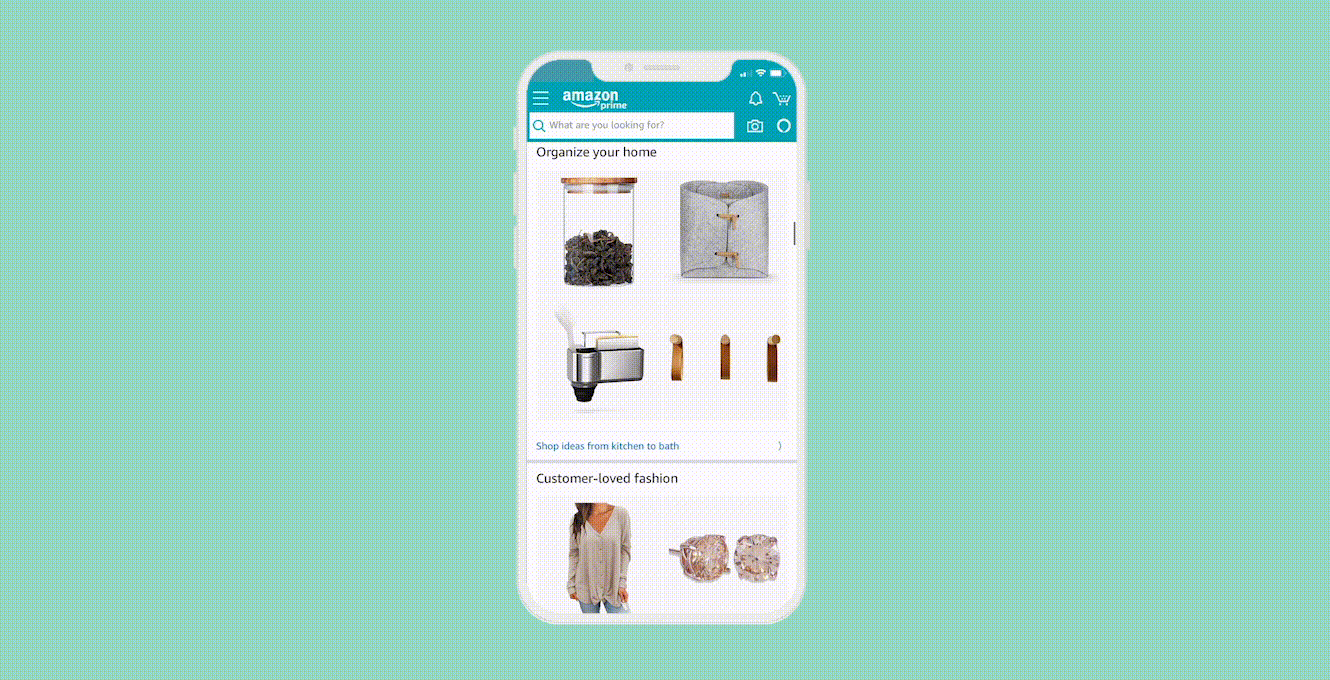 amazon
prime
What are you looking for?
Organize your home
Shop ideas from kitchen to bath
Customer-loved fashion